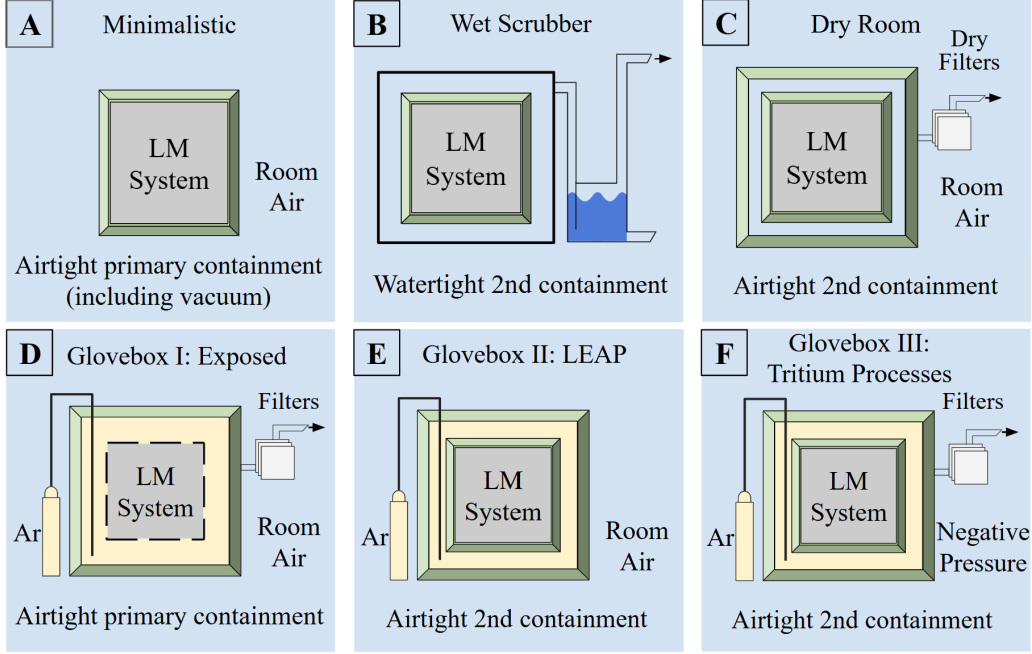 A
Minimalistic
LM
System
Room
Air
Airtight primary containment
(including vacuum)
B
Wet Scrubber
LM
System
Watertight 2nd containment
C
Dry Room
Dry
Filters
LM
System
Room
Air
Airtight 2nd containment
D
Glovebox I: Exposed
Filters
LM
System
Ar
Room
Air
Airtight primary containment
E
Glovebox II: LEAP
LM
System
Ar
Room
Air
Airtight 2nd containment
F
Glovebox III:
Tritium Processes
Filters
LM
System
Ar
Negative
Pressure
Airtight 2nd containment